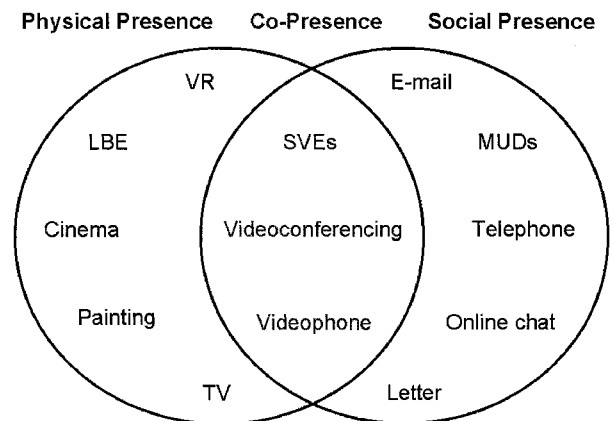 Physical Presence Co-Presence Social Presence
VR E-mail
LBE SVEs MUDs
Cinema Videoconferencing Telephone
Painting Videophone Online chat
TV Letter